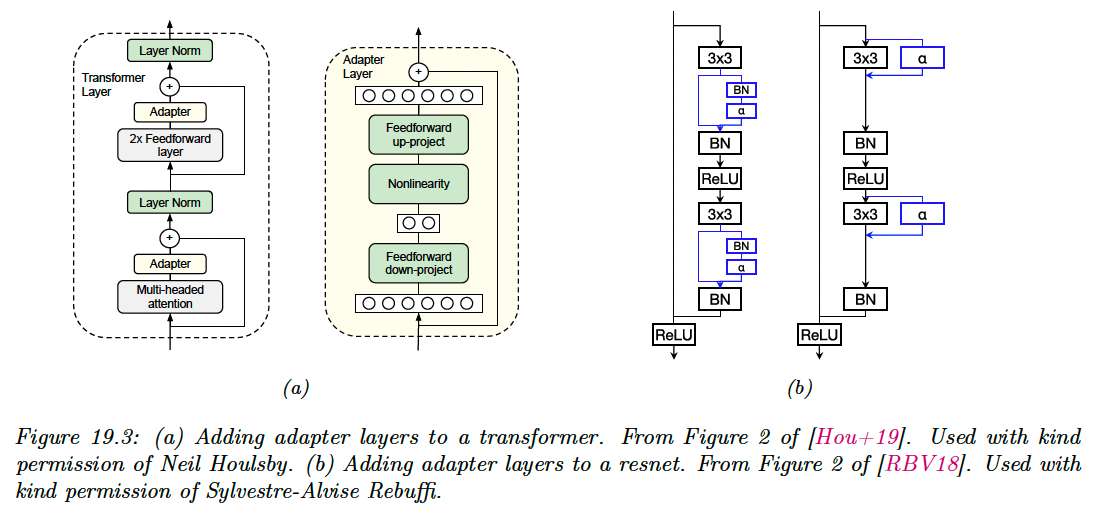 Layer Norm
Transformer
Layer
+
Adapter
2x Feedforward
layer
Layer Norm
+
Adapter
Multi-headed
attention
Adapter
Layer
+
Feedforward
up-project
Nonlinearity
Feedforward
down-project
(a)
3x3
BN
α
BN
ReLU
3x3
BN
α
BN
ReLU
3x3
α
BN
ReLU
3x3
α
BN
ReLU
(b)
Figure 19.3: (a) Adding adapter layers to a transformer. From Figure 2 of [Hou+19]. Used with kind
permission of Neil Houlsby. (b) Adding adapter layers to a resnet. From Figure 2 of [RBV18]. Used with
kind permission of Sylvestre-Alvise Rebuffi.